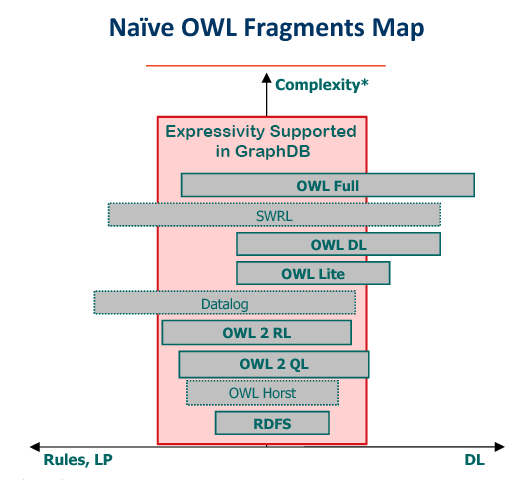 Naïve OWL Fragments Map
Complexity*
Expressivity Supported
in GraphDB
OWL Full
SWRL
OWL DL
OWL Lite
Datalog
OWL 2 RL
OWL 2 QL
OWL Horst
RDFS
Rules, LP
DL